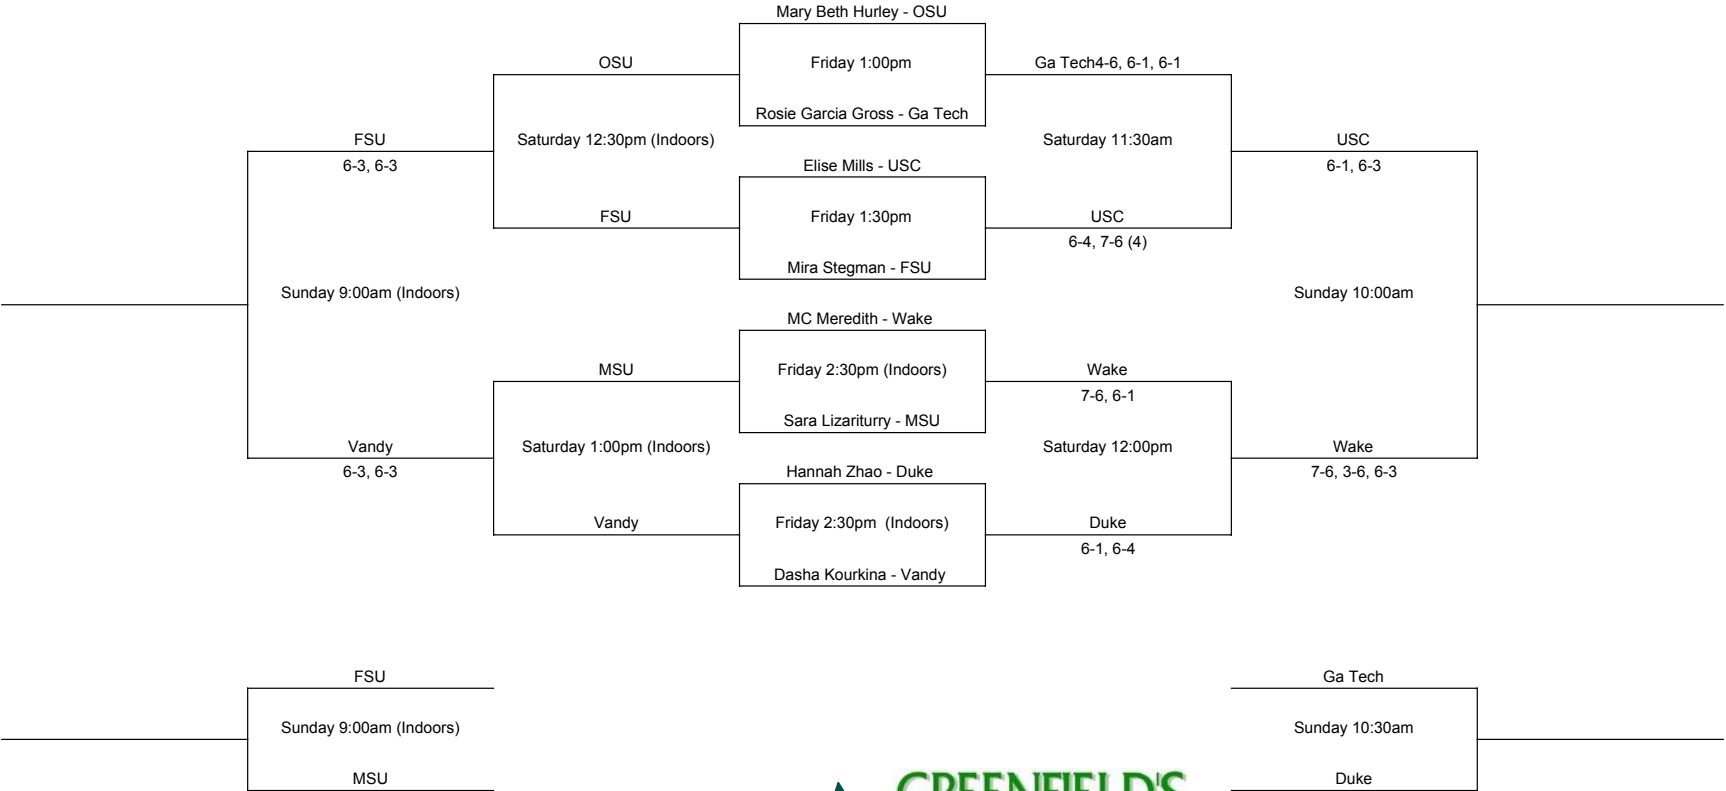 Mary Beth Hurley - OSU
OSU
Friday 1:00pm
Ga Tech4-6, 6-1, 6-1
Rosie Garcia Gross - Ga Tech
FSU
Saturday 12:30pm (Indoors)
Saturday 11:30am
USC
6-3, 6-3
Elise Mills - USC
6-1, 6-3
FSU
Friday 1:30pm
USC
6-4, 7-6 (4)
Mira Stegman - FSU
Sunday 9:00am (Indoors)
Sunday 10:00am
MC Meredith - Wake
MSU
Friday 2:30pm (Indoors)
Wake
7-6, 6-1
Sara Lizariturry - MSU
Vandy
Saturday 1:00pm (Indoors)
Saturday 12:00pm
Wake
6-3, 6-3
Hannah Zhao - Duke
7-6, 3-6, 6-3
Vandy
Friday 2:30pm (Indoors)
Duke
6-1, 6-4
Dasha Kourkina - Vandy
FSU
Ga Tech
Sunday 9:00am (Indoors)
Sunday 10:30am
MSU
GREENFIELD'S
Duke